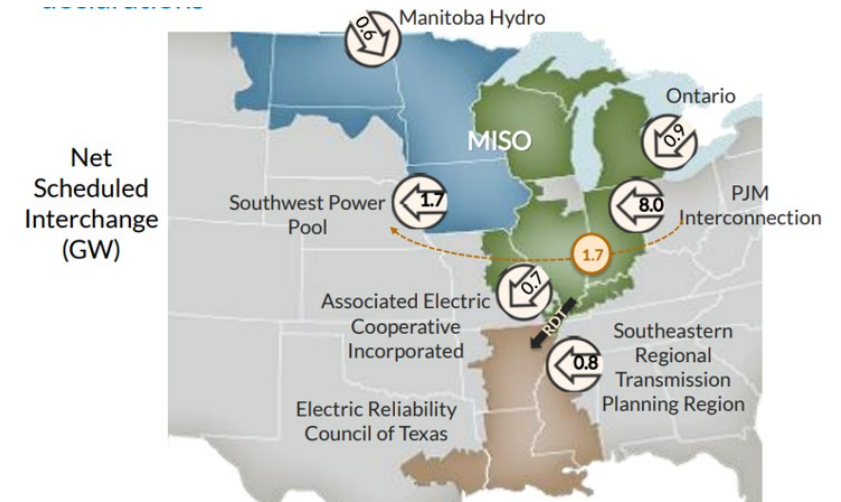 Manitoba Hydro
0.6
Ontario
0.9
MISO
Net
Scheduled
Interchange
(GW)
Southwest Power
Pool
1.7
8.0
PJM
Interconnection
1.7
0.7
Associated Electric
Cooperative
Incorporated
RDT
0.8
Southeastern
Regional
Transmission
Planning Region
Electric Reliability
Council of Texas